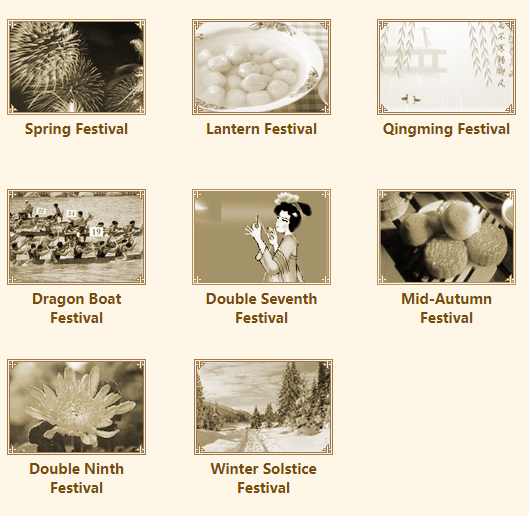 Spring Festival
Lantern Festival
Qingming Festival
19
Dragon Boat
Festival
Double Seventh
Festival
Mid-Autumn
Festival
Double Ninth
Festival
Winter Solstice
Festival